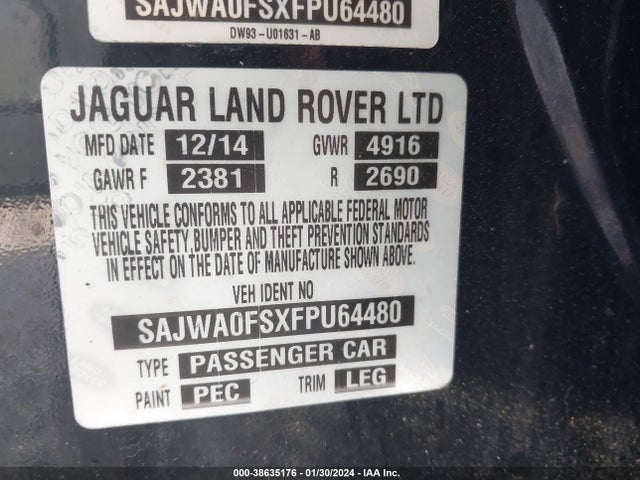 SAJWA0FSXFPU64480
DW93-U01631-AB
JAGUAR LAND ROVER LTD
MFD DATE 12/14 GVWR 4916
GAWR F 2381 R 2690
THIS VEHICLE CONFORMS TO ALL APPLICABLE FEDERAL MOTOR
VEHICLE SAFETY,BUMPER AND THEFT PREVENTION STANDARDS
IN EFFECT ON THE DATE OF MANUFACTURE SHOWN ABOVE.
VEH IDENT NO
SAJWA0FSXFPU64480
TYPE PASSENGER CAR
PAINT PEC TRIM LEG
000-38635176 - 01/30/2024 - IAA Inc.